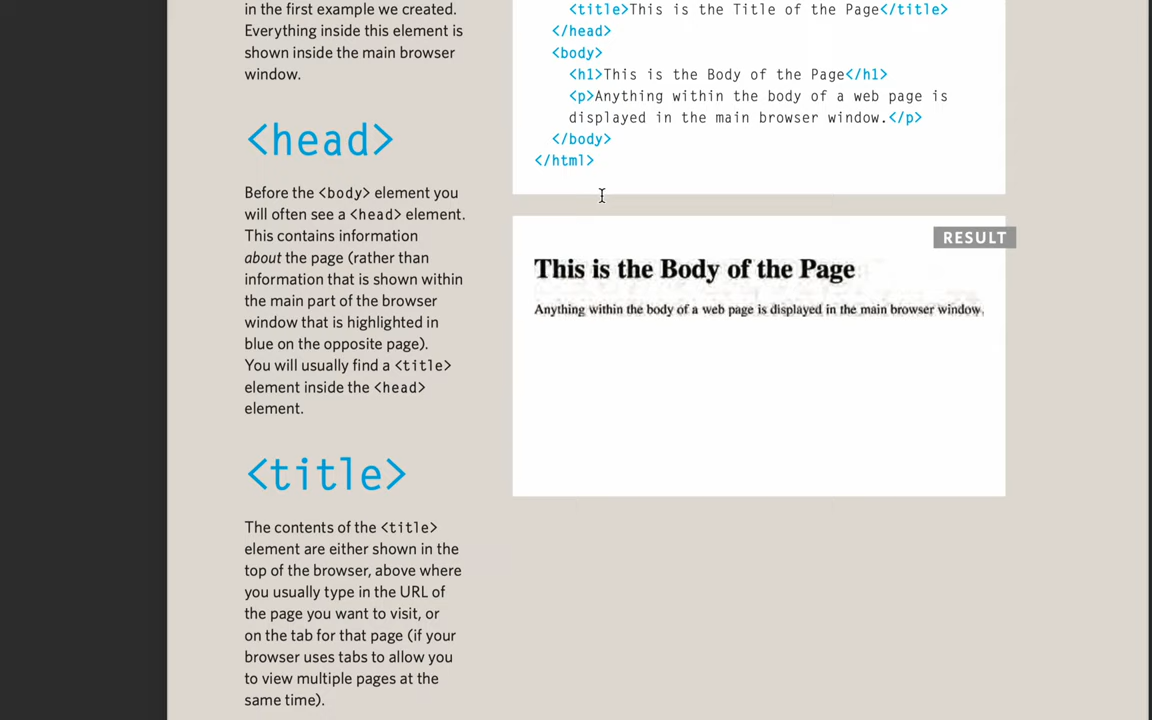 in the first example we created.
Everything inside this element is
shown inside the main browser
window.
<head>
Before the <body> element you
will often see a <head> element.
This contains information
about the page (rather than
information that is shown within
the main part of the browser
window that is highlighted in
blue on the opposite page).
You will usually find a <title>
element inside the <head>
element.
<title>
The contents of the <title>
element are either shown in the
top of the browser, above where
you usually type in the URL of
the page you want to visit, or
on the tab for that page (if your
browser uses tabs to allow you
to view multiple pages at the
same time).
<title>This is the Title of the Page</title>
</head>
<body>
<h1>This is the Body of the Page</h1>
<p>Anything within the body of a web page is
displayed in the main browser window.</p>
</body>
</html>
RESULT
This is the Body of the Page
Anything within the body of a web page is displayed in the main browser window.